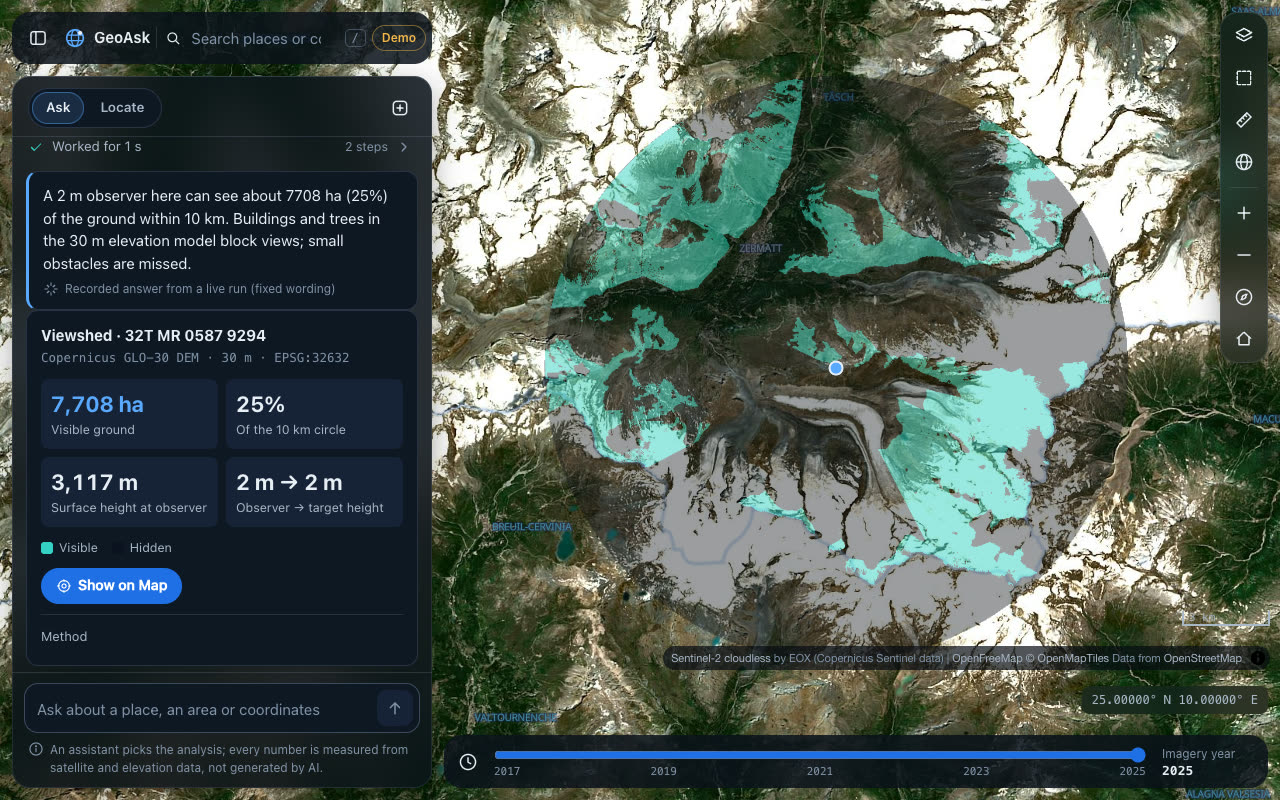 GeoAsk
Search places or cc
/
Demo
Ask
Locate
Worked for 1 s
2 steps
A 2 m observer here can see about 7708 ha (25%)
of the ground within 10 km. Buildings and trees in
the 30 m elevation model block views; small
obstacles are missed.
Recorded answer from a live run (fixed wording)
Viewshed · 32T MR 0587 9294
Copernicus GLO-30 DEM · 30 m · EPSG:32632
7,708 ha
Visible ground
25%
Of the 10 km circle
3,117 m
Surface height at observer
2 m → 2 m
Observer → target height
Visible
Hidden
Show on Map
Method
Ask about a place, an area or coordinates
An assistant picks the analysis; every number is measured from
satellite and elevation data, not generated by AI.
TÄSCH
ZERMATT
BREUIL-CERVINIA
VALTOURNENCHE
ALAGNA VALSESIA
Sentinel-2 cloudless by EOX (Copernicus Sentinel data) | OpenFreeMap © OpenMapTiles Data from OpenStreetMap
25.00000° N 10.00000° E
2017
2019
2021
2023
2025
Imagery year
2025